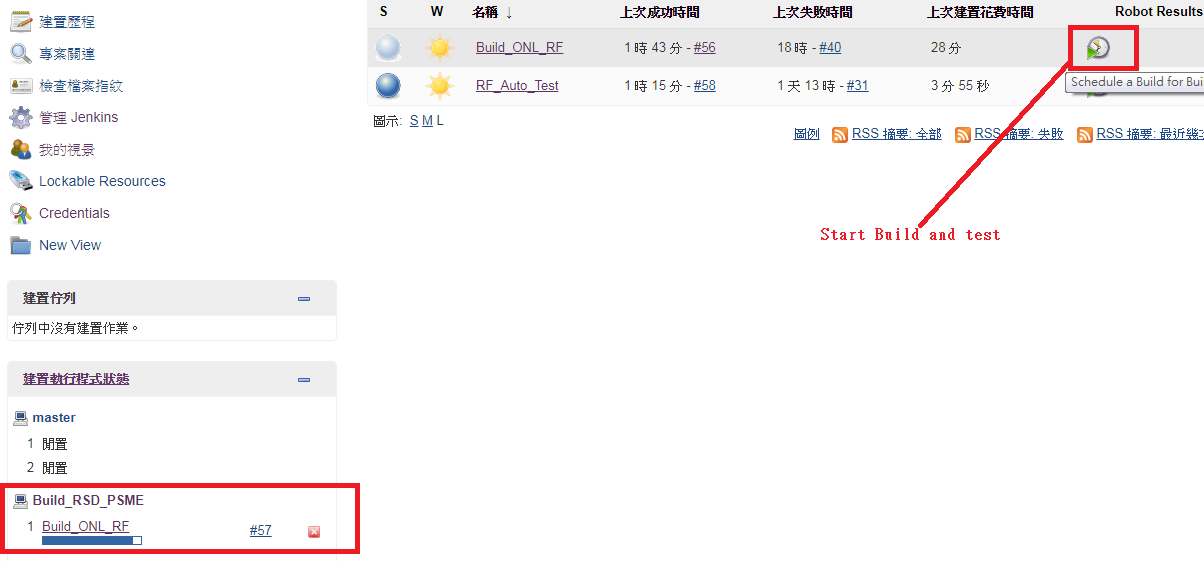 建置歷程
專案關連
檢查檔案指紋
管理 Jenkins
我的視景
Lockable Resources
Credentials
New View
建置佇列
佇列中沒有建置作業。
建置執行程式狀態
master
1 閒置
2 閒置
Build_RSD_PSME
1 Build_ONL_RF #57
S W 名稱 ↓ 上次成功時間 上次失敗時間 上次建置花費時間 Robot Results
Build_ONL_RF 1 時 43 分 - #56 18 時 - #40 28 分
RF_Auto_Test 1 時 15 分 - #58 1 天 13 時 - #31 3 分 55 秒
Schedule a Build for Bui
圖示: S M L
圖例 RSS 摘要: 全部 RSS 摘要: 失敗 RSS 摘要: 最近幾
Start Build and test